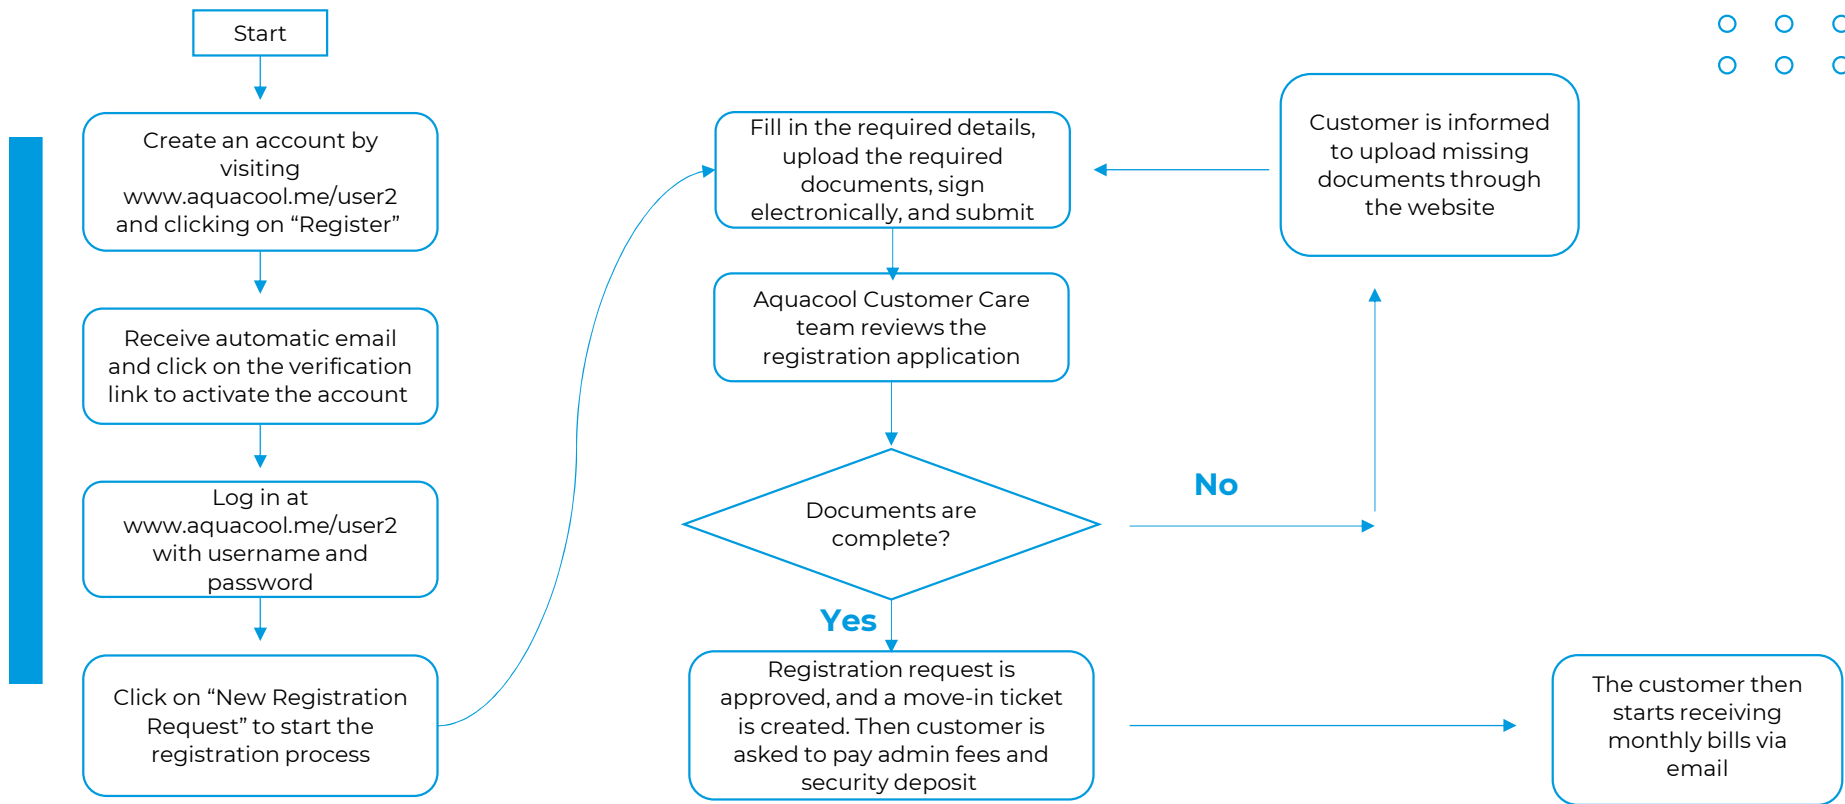 Start
Create an account by
visiting
www.aquacool.me/user2
and clicking on “Register”
Receive automatic email
and click on the verification
link to activate the account
Log in at
www.aquacool.me/user2
with username and
password
Click on “New Registration
Request” to start the
registration process
Fill in the required details,
upload the required
documents, sign
electronically, and submit
Aquacool Customer Care
team reviews the
registration application
Documents are
complete?
No
Customer is informed
to upload missing
documents through
the website
Yes
Registration request is
approved, and a move-in ticket
is created. Then customer is
asked to pay admin fees and
security deposit
The customer then
starts receiving
monthly bills via
email